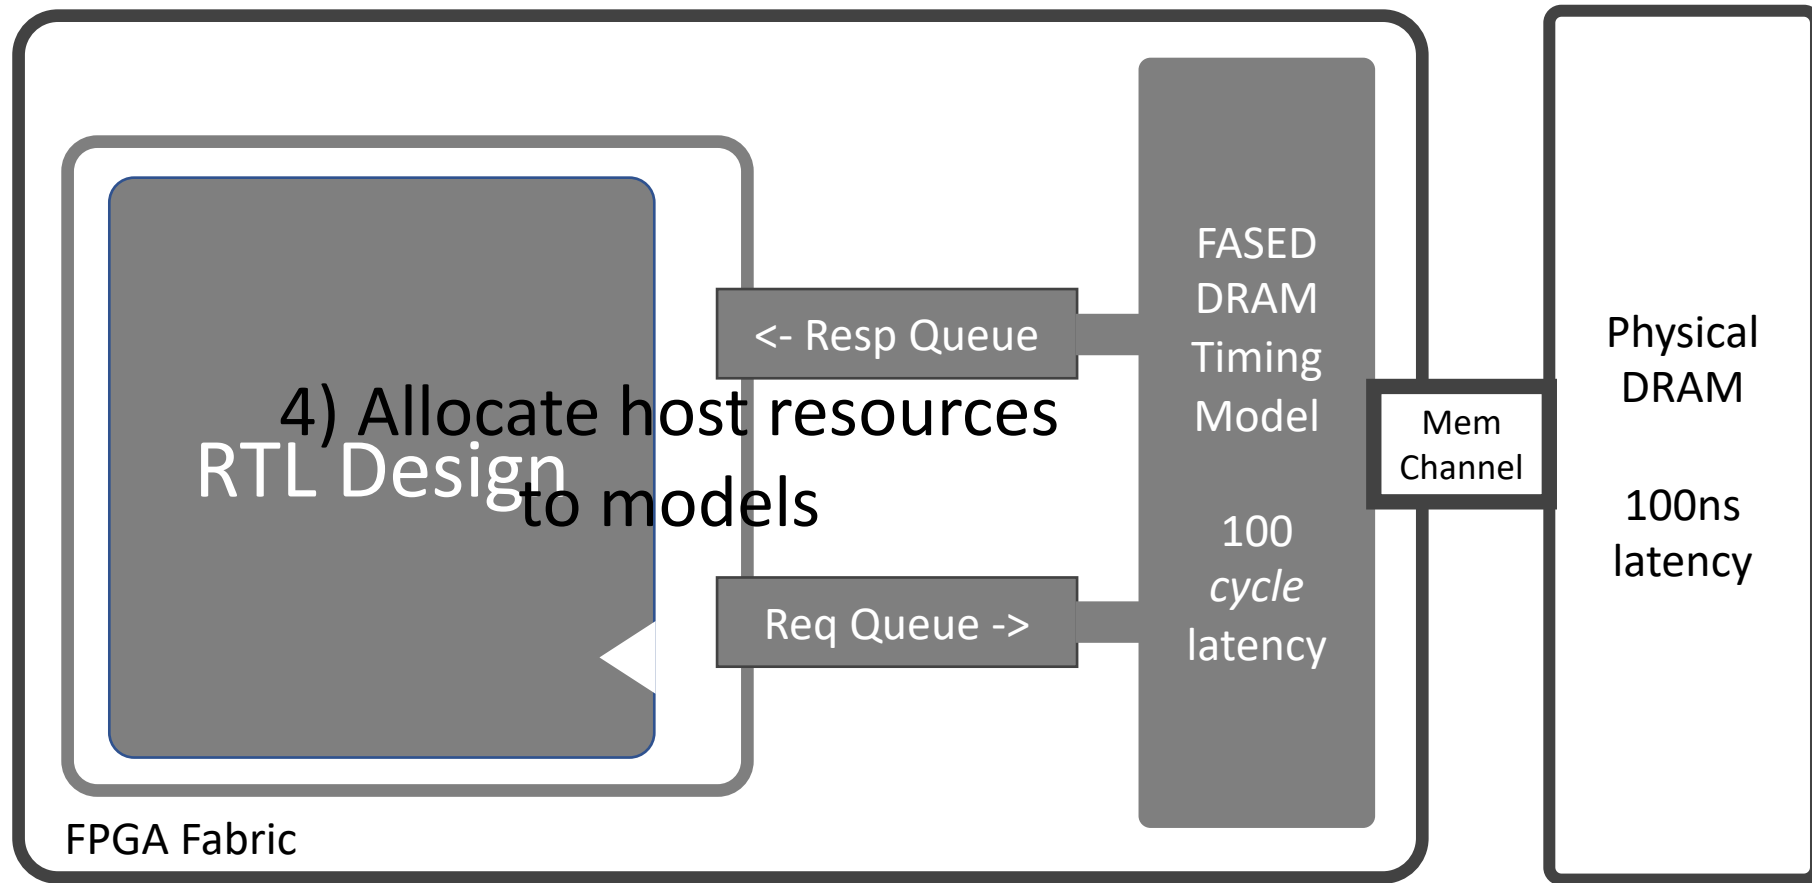 RTL Design
4) Allocate host resources
to models
<- Resp Queue
Req Queue ->
FASED
DRAM
Timing
Model
100
cycle
latency
Mem
Channel
Physical
DRAM
100ns
latency
FPGA Fabric